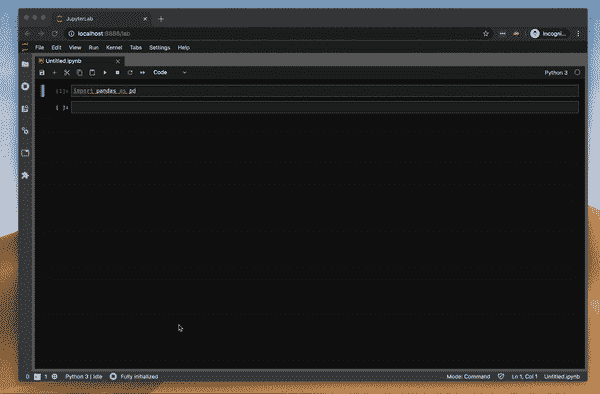 JupyterLab
localhost:8888/lab
Incogni...
File Edit View Run Kernel Tabs Settings Help
Untitled.ipynb
Code
Python 3
[1]: import pandas as pd
[ ]:
0 1 Python 3 | Idle Fully initialized Mode: Command Ln 1, Col 1 Untitled.ipynb